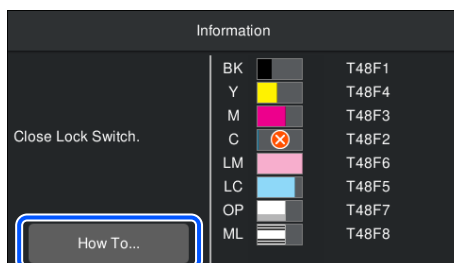 Information
BK T48F1
Y T48F4
M T48F3
Close Lock Switch.
C T48F2
LM T48F6
LC T48F5
OP T48F7
ML T48F8
How To...